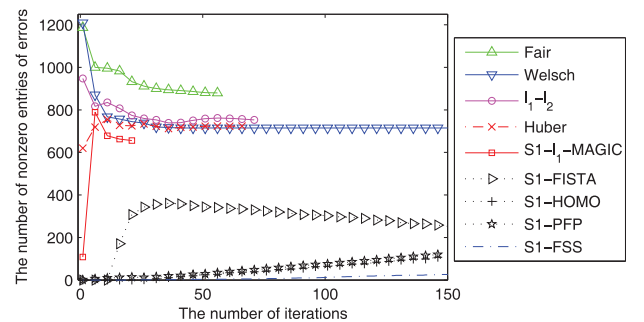 The number of nonzero entries of errors
1200
1000
800
600
400
200
0
0
50
100
150
The number of iterations
Fair
Welsch
l₁−l₂
Huber
S1−l₁−MAGIC
S1−FISTA
S1−HOMO
S1−PFP
S1−FSS